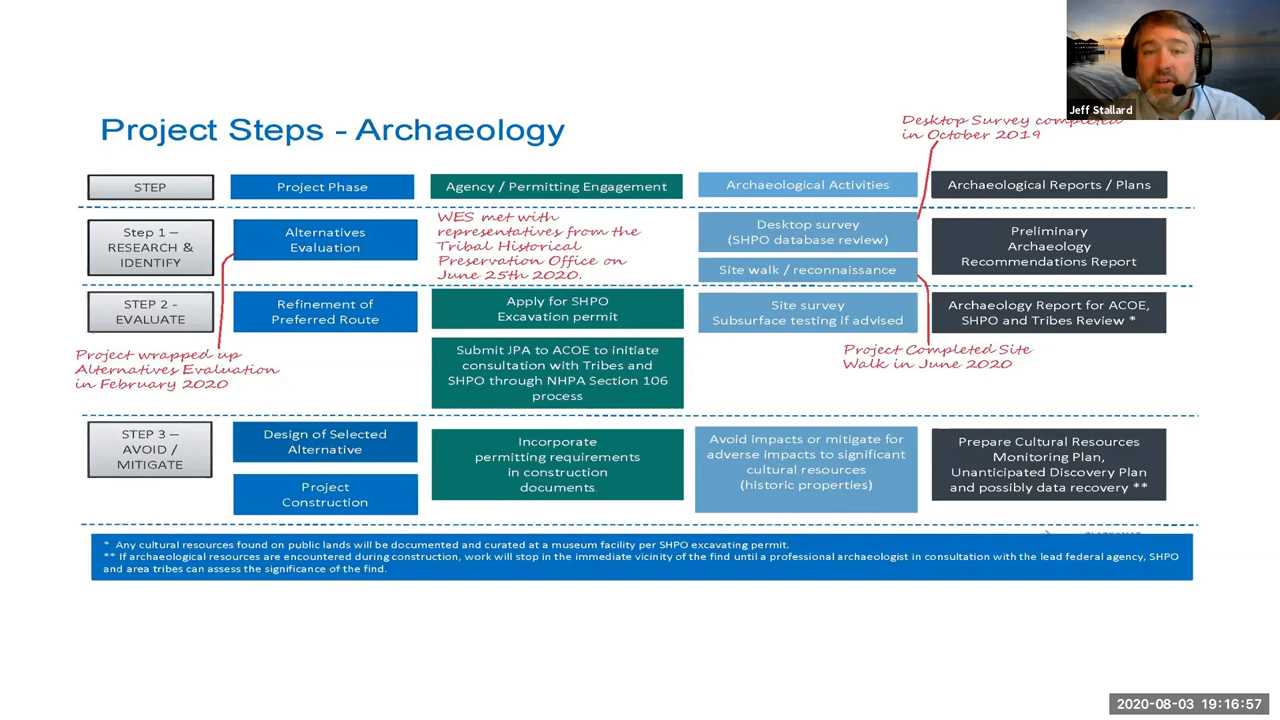 Jeff Stallard
Project Steps - Archaeology
Desktop Survey completed
in October 2019
STEP
Project Phase
Agency / Permitting Engagement
Archaeological Activities
Archaeological Reports / Plans
Step 1 –
RESEARCH &
IDENTIFY
Alternatives
Evaluation
WES met with
representatives from the
Tribal Historical
Preservation Office on
June 25th 2020.
Desktop survey
(SHPO database review)
Site walk / reconnaissance
Preliminary
Archaeology
Recommendations Report
STEP 2 -
EVALUATE
Refinement of
Preferred Route
Apply for SHPO
Excavation permit
Site survey
Subsurface testing if advised
Archaeology Report for ACOE,
SHPO and Tribes Review *
Project wrapped up
Alternatives Evaluation
in February 2020
Submit JPA to ACOE to initiate
consultation with Tribes and
SHPO through NHPA Section 106
process
Project Completed Site
Walk in June 2020
STEP 3 –
AVOID /
MITIGATE
Design of Selected
Alternative
Project
Construction
Incorporate
permitting requirements
in construction
documents.
Avoid impacts or mitigate for
adverse impacts to significant
cultural resources
(historic properties)
Prepare Cultural Resources
Monitoring Plan,
Unanticipated Discovery Plan
and possibly data recovery **
* Any cultural resources found on public lands will be documented and curated at a museum facility per SHPO excavating permit.
** If archaeological resources are encountered during construction, work will stop in the immediate vicinity of the find until a professional archaeologist in consultation with the lead federal agency, SHPO
and area tribes can assess the significance of the find.
2020-08-03 19:16:57